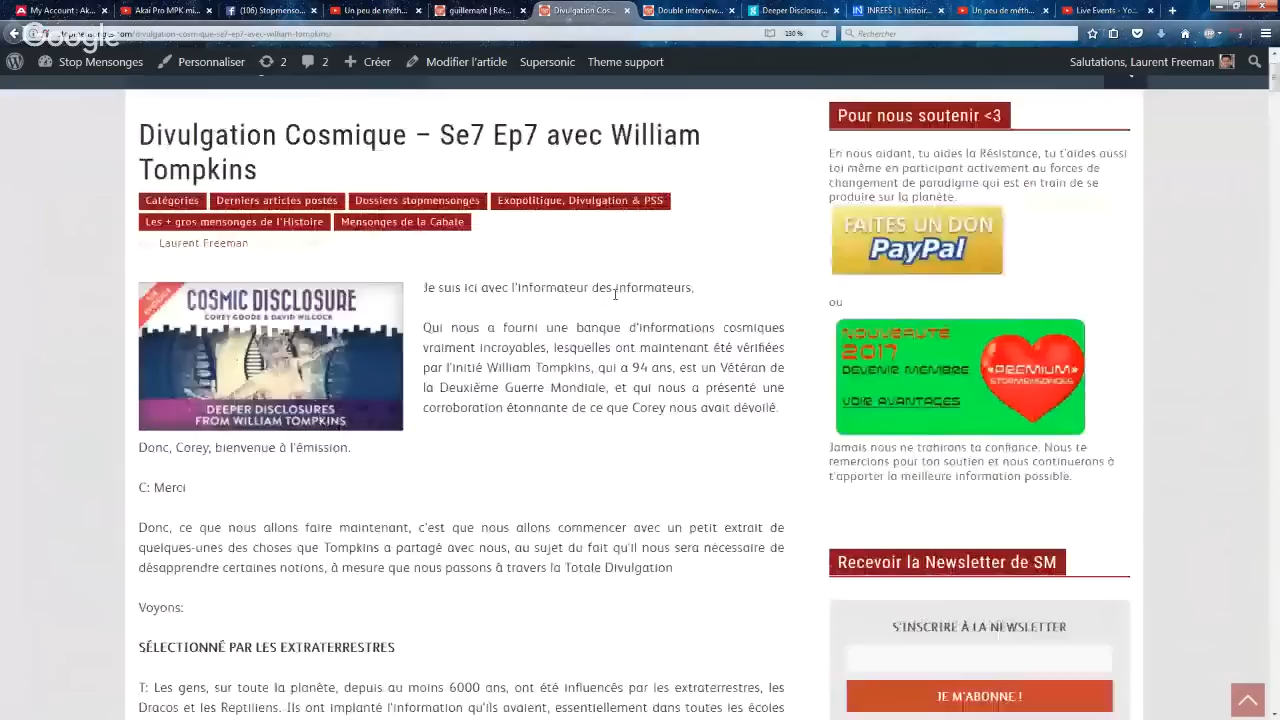 My Account : Ak...
Akai Pro MPK mi...
(106) Stopmenso...
Un peu de méth...
guillemant | Rés...
Divulgation Cos...
Double interview...
Deeper Disclosur...
INREES | L'histoir...
Un peu de méth...
Live Events - Yo...
Google
/divulgation-cosmique-se7-ep7-avec-william-tompkins/
130 %
Rechercher
Stop Mensonges
Personnaliser
2
2
Créer
Modifier l'article
Supersonic
Theme support
Salutations, Laurent Freeman
Divulgation Cosmique – Se7 Ep7 avec William
Tompkins
Catégories
Derniers articles postés
Dossiers stopmensonges
Exopolitique, Divulgation & PSS
Les + gros mensonges de l'Histoire
Mensonges de la Cabale
Laurent Freeman
COSMIC DISCLOSURE
COREY GOODE & DAVID WILCOCK
DEEPER DISCLOSURES
FROM WILLIAM TOMPKINS
Je suis ici avec l'informateur des informateurs,
Qui nous a fourni une banque d'informations cosmiques
vraiment incroyables, lesquelles ont maintenant été vérifiées
par l'initié William Tompkins, qui a 94 ans, est un Vétéran de
la Deuxième Guerre Mondiale, et qui nous a présenté une
corroboration étonnante de ce que Corey nous avait dévoilé.
Donc, Corey, bienvenue à l'émission.
C: Merci
Donc, ce que nous allons faire maintenant, c'est que nous allons commencer avec un petit extrait de
quelques-unes des choses que Tompkins a partagé avec nous, au sujet du fait qu'il nous sera nécessaire de
désapprendre certaines notions, à mesure que nous passons à travers la Totale Divulgation
Voyons:
SÉLECTIONNÉ PAR LES EXTRATERRESTRES
T: Les gens, sur toute la planète, depuis au moins 6000 ans, ont été influencés par les extraterrestres, les
Dracos et les Reptiliens. Ils ont implanté l'information qu'ils avaient, essentiellement dans toutes les écoles
Pour nous soutenir <3
En nous aidant, tu aides la Résistance, tu t'aides aussi
toi même en participant activement au forces de
changement de paradigme qui est en train de se
produire sur la planète.
FAITES UN DON
PayPal
ou
NOUVEAUTÉ
2017
DEVENIR MEMBRE
VOIR AVANTAGES
PREMIUM
STOPMENSONGES
Jamais nous ne trahirons ta confiance. Nous te
remercions pour ton soutien et nous continuerons à
t'apporter la meilleure information possible.
Recevoir la Newsletter de SM
S'INSCRIRE À LA NEWSLETTER
JE M'ABONNE !